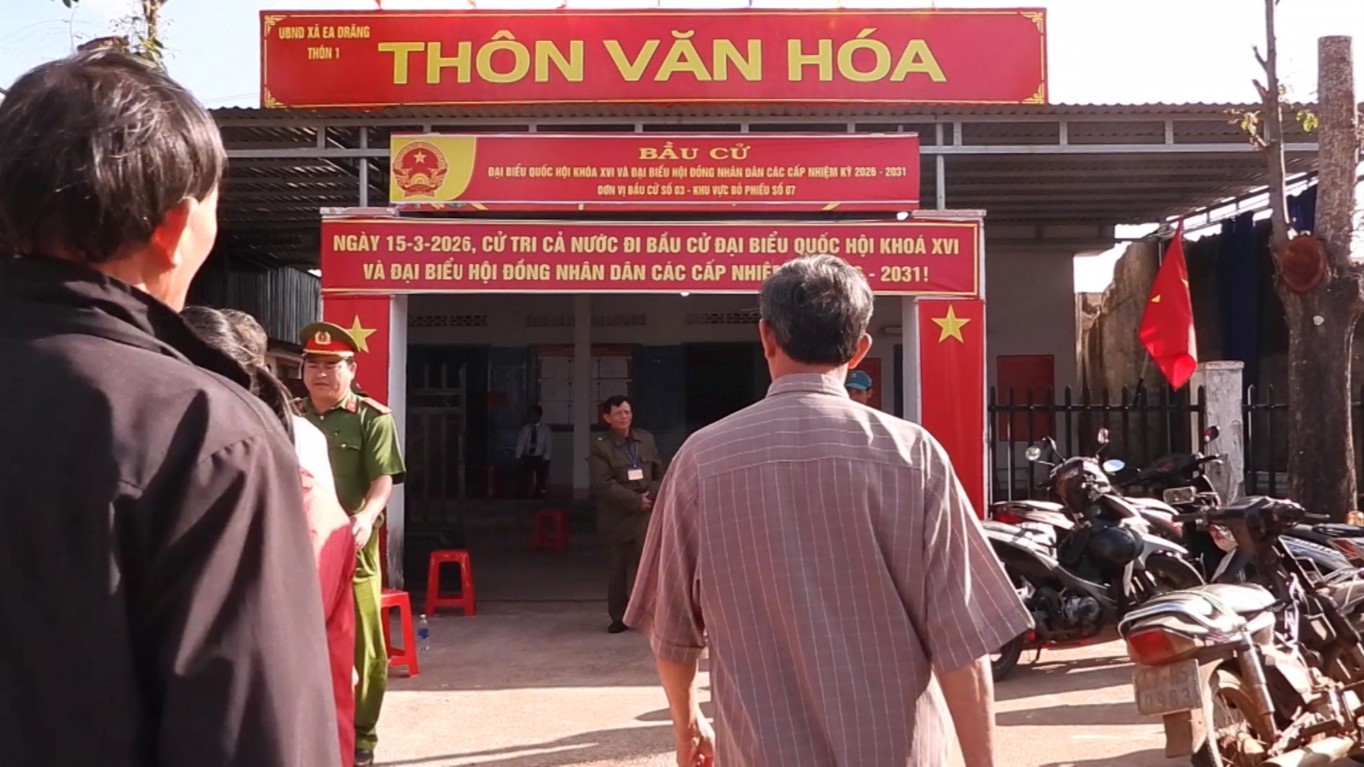 UBND XÃ EA DRĂNG
THÔN 1
THÔN VĂN HÓA
BẦU CỬ
ĐẠI BIỂU QUỐC HỘI KHÓA XVI VÀ ĐẠI BIỂU HỘI ĐỒNG NHÂN DÂN CÁC CẤP NHIỆM KỲ 2026 - 2031
ĐƠN VỊ BẦU CỬ SỐ 03 - KHU VỰC BỎ PHIẾU SỐ 07
NGÀY 15-3-2026, CỬ TRI CẢ NƯỚC ĐI BẦU CỬ ĐẠI BIỂU QUỐC HỘI KHOÁ XVI
VÀ ĐẠI BIỂU HỘI ĐỒNG NHÂN DÂN CÁC CẤP - 2031!